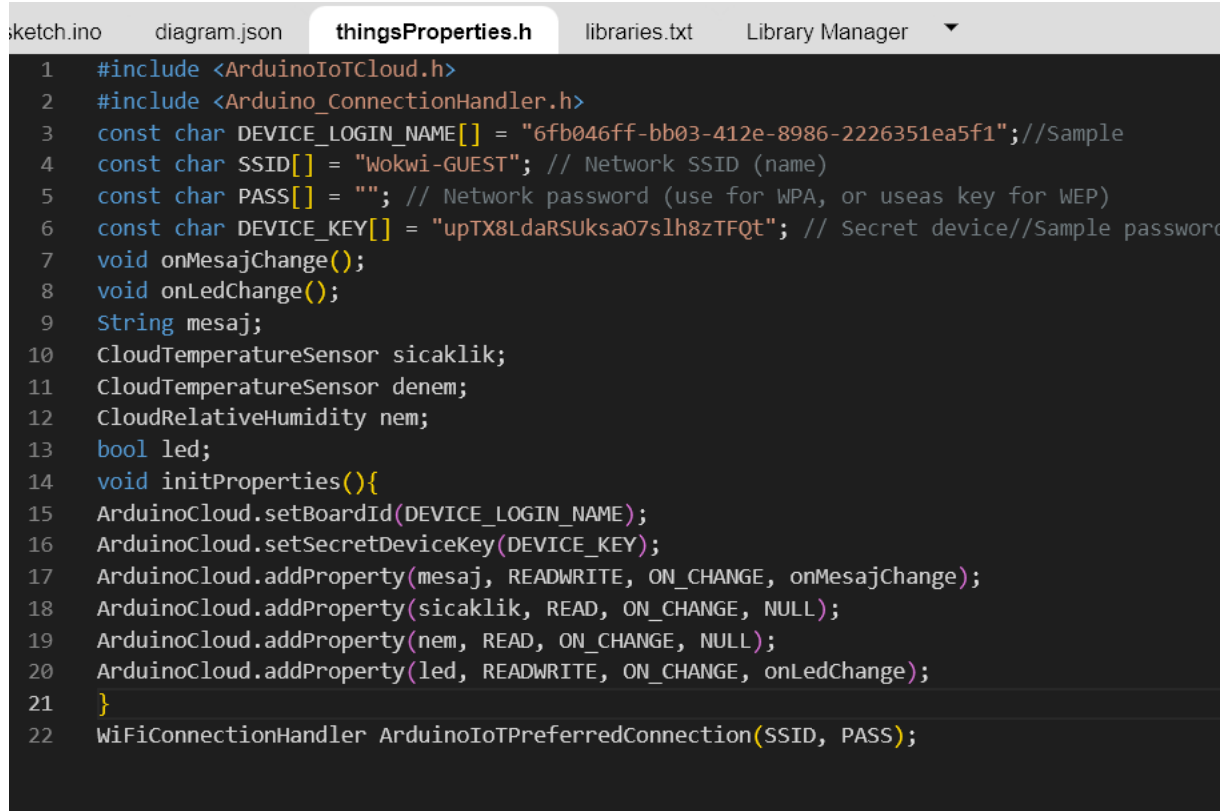 sketch.ino diagram.json thingsProperties.h libraries.txt Library Manager
1 #include <ArduinoIoTCloud.h>
2 #include <Arduino_ConnectionHandler.h>
3 const char DEVICE_LOGIN_NAME[] = "6fb046ff-bb03-412e-8986-2226351ea5f1";//Sample
4 const char SSID[] = "Wokwi-GUEST"; // Network SSID (name)
5 const char PASS[] = ""; // Network password (use for WPA, or useas key for WEP)
6 const char DEVICE_KEY[] = "upTX8LdaRSUksaO7slh8zTFQt"; // Secret device//Sample password
7 void onMesajChange();
8 void onLedChange();
9 String mesaj;
10 CloudTemperatureSensor sicaklik;
11 CloudTemperatureSensor denem;
12 CloudRelativeHumidity nem;
13 bool led;
14 void initProperties(){
15 ArduinoCloud.setBoardId(DEVICE_LOGIN_NAME);
16 ArduinoCloud.setSecretDeviceKey(DEVICE_KEY);
17 ArduinoCloud.addProperty(mesaj, READWRITE, ON_CHANGE, onMesajChange);
18 ArduinoCloud.addProperty(sicaklik, READ, ON_CHANGE, NULL);
19 ArduinoCloud.addProperty(nem, READ, ON_CHANGE, NULL);
20 ArduinoCloud.addProperty(led, READWRITE, ON_CHANGE, onLedChange);
21 }
22 WiFiConnectionHandler ArduinoIoTPreferredConnection(SSID, PASS);